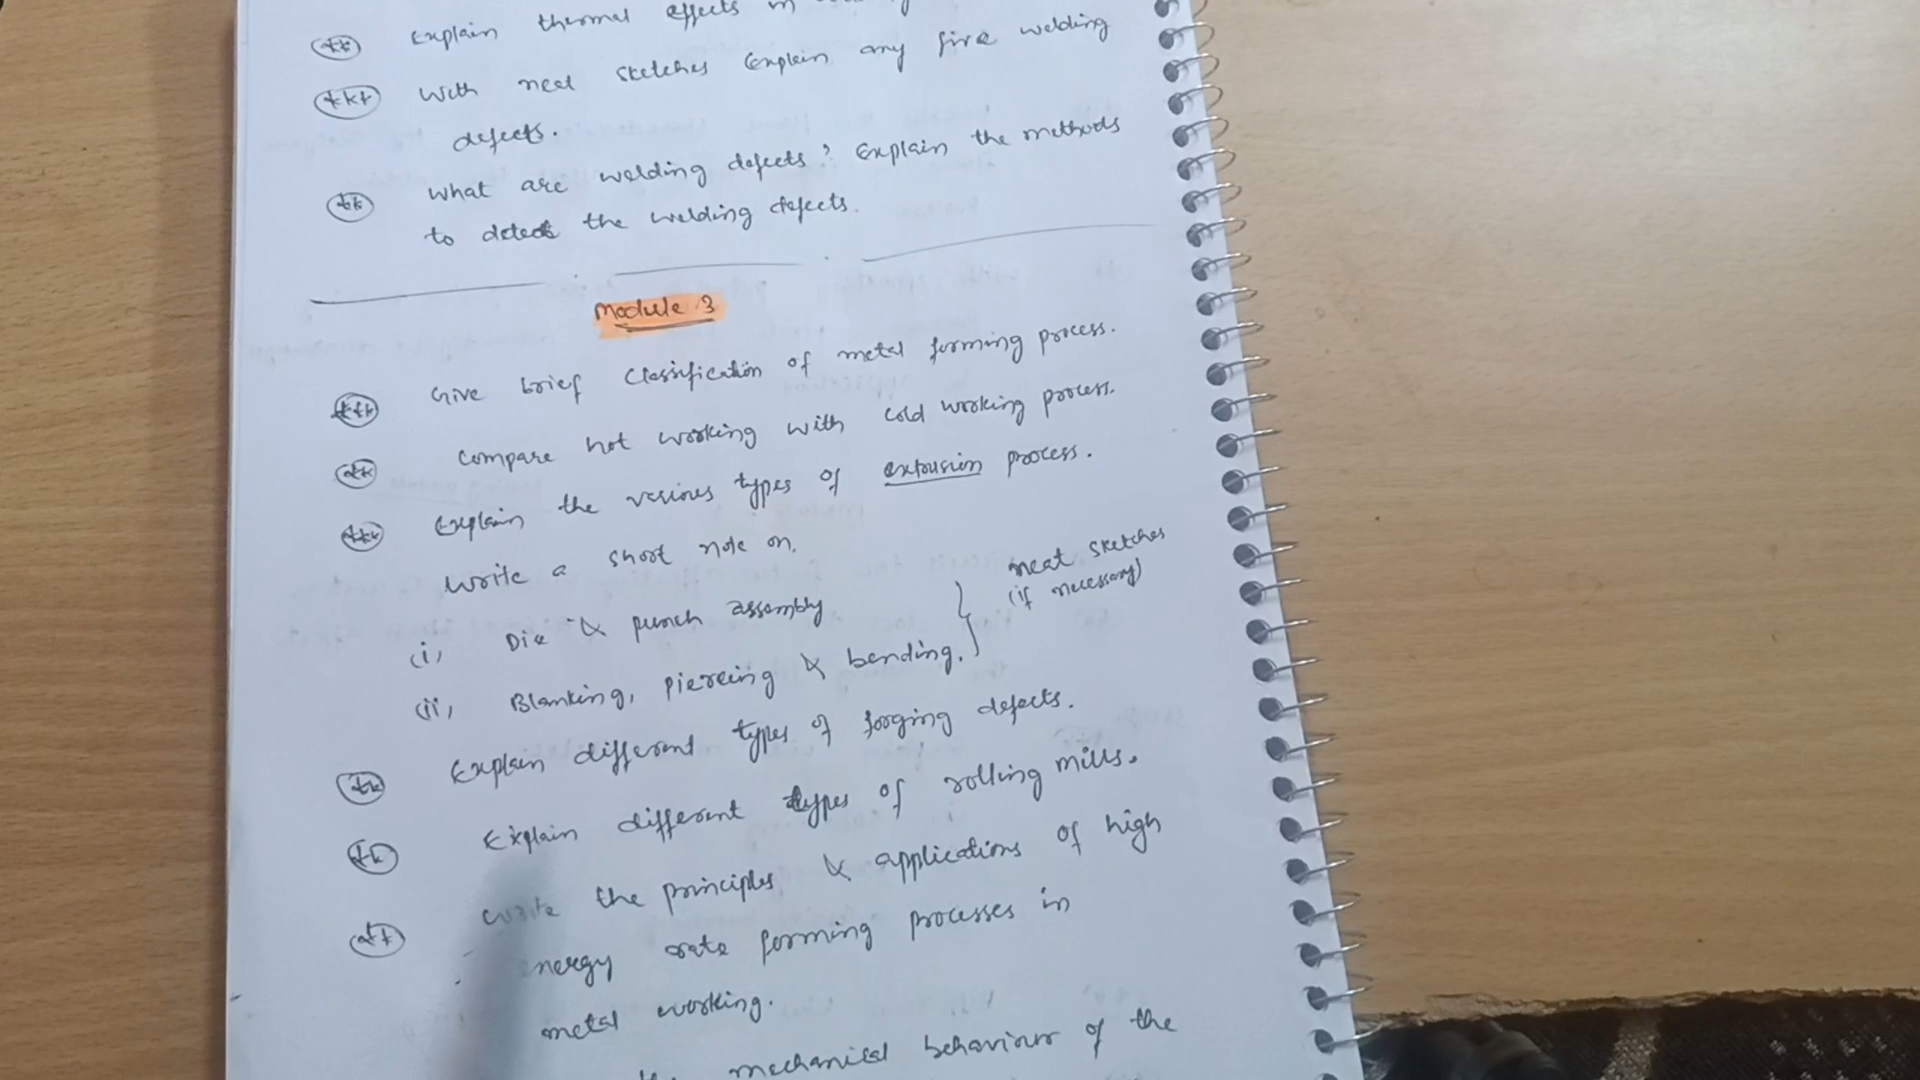 (**) Explain thermal effects in
(***) With neat sketches Explain any five welding
defects.
(**) What are welding defects? Explain the methods
to detect the welding defects.
Module 3
(***) Give brief classification of metal forming process.
(**) Compare hot working with cold working process.
(***) Explain the various types of extrusion process.
Write a short note on,
(i) Die & punch assembly
(ii) Blanking, piercing & bending.
neat sketches
(if necessary)
(**) Explain different types of forging defects.
(**) Explain different types of rolling mills.
(**) Write the principles & applications of high
energy rate forming processes in
metal working.
mechanical behaviour of the